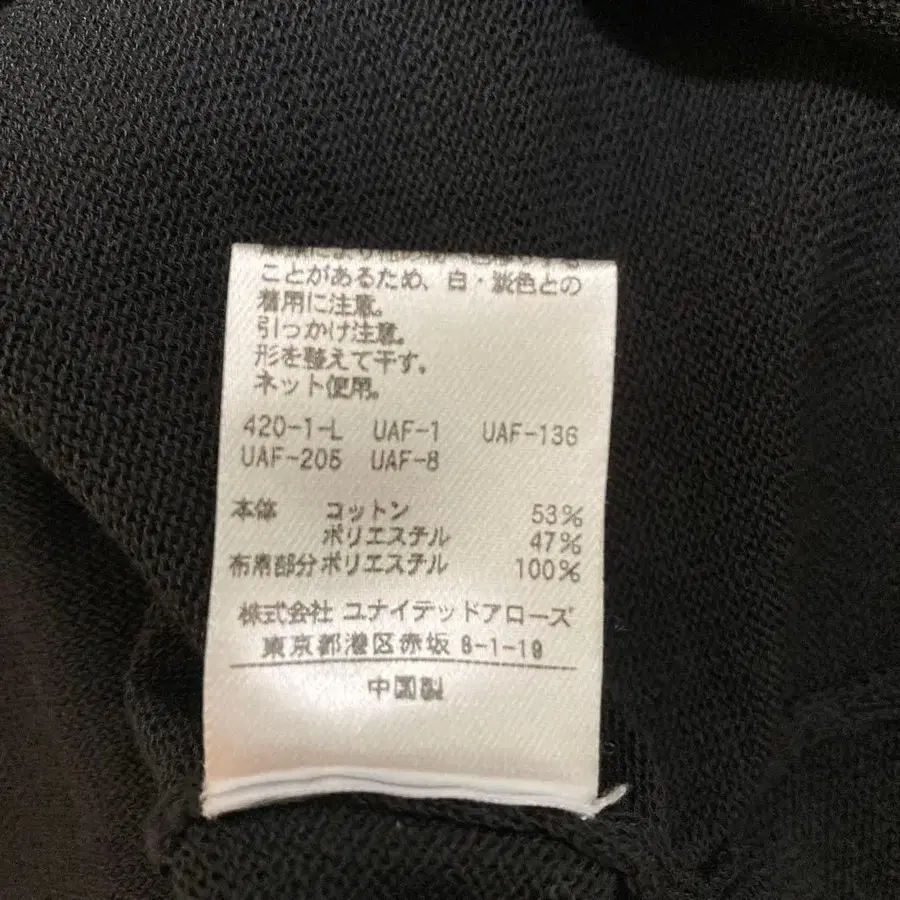 ことがあるため、白・淡色との
着用に注意。
引っかけ注意。
形を整えて干す。
ネット使用。
420-1-L UAF-1 UAF-136
UAF-205 UAF-8
本体 コットン 53%
ポリエステル 47%
布帛部分 ポリエステル 100%
株式会社 ユナイテッドアローズ
東京都港区赤坂 8-1-19
中国製